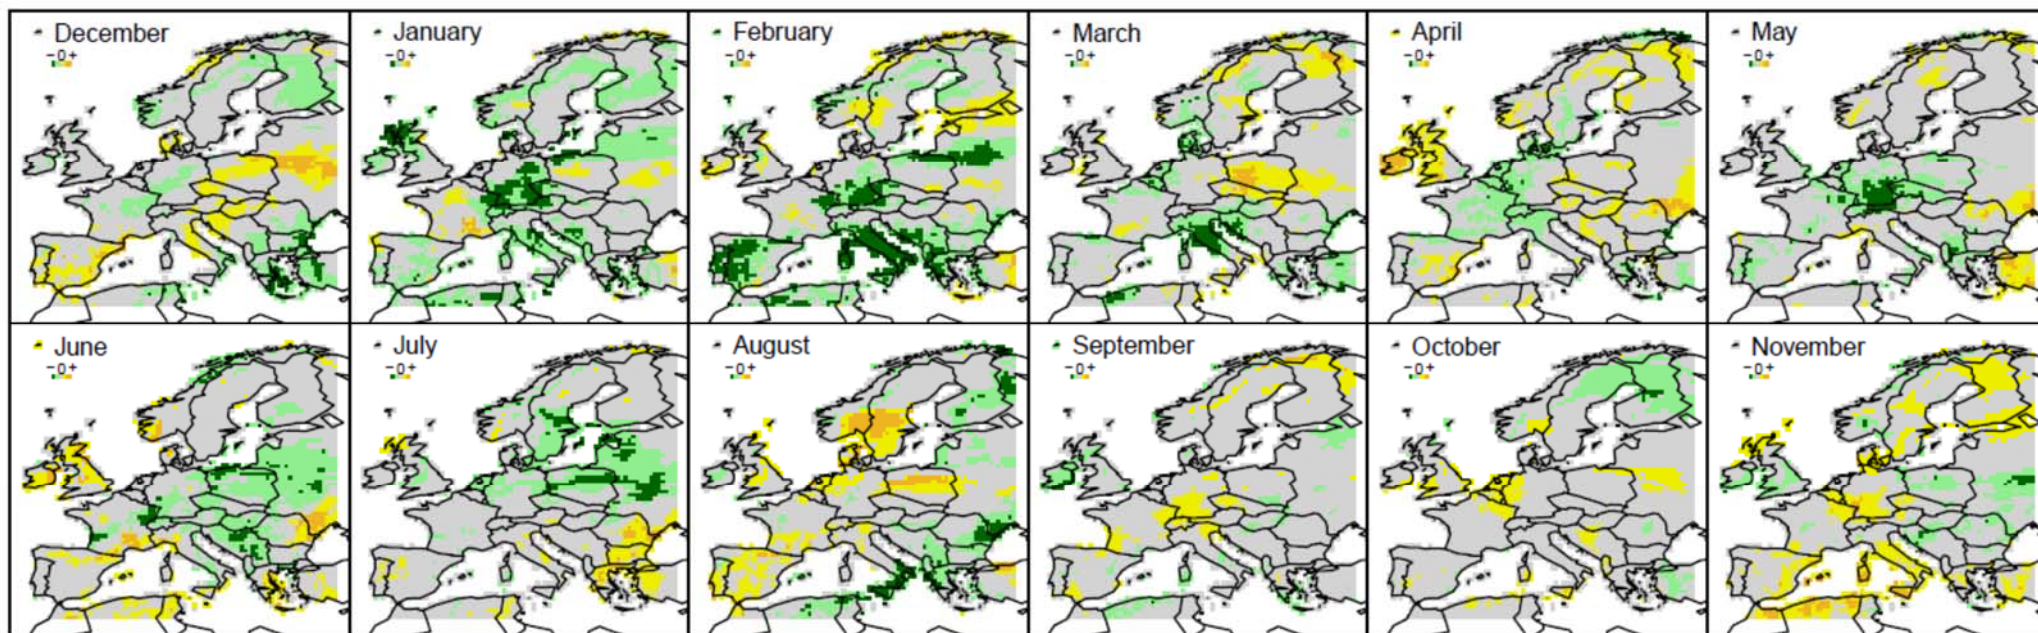 December
- 0 +
January
- 0 +
February
- 0 +
March
- 0 +
April
- 0 +
May
- 0 +
June
- 0 +
July
- 0 +
August
- 0 +
September
- 0 +
October
- 0 +
November
- 0 +